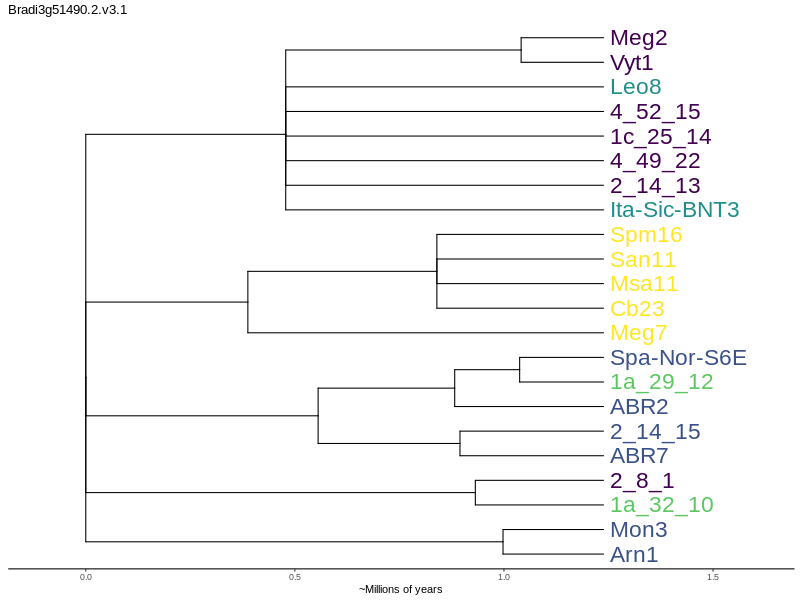 Bradi3g51490.2.v3.1
Meg2
Vyt1
Leo8
4_52_15
1c_25_14
4_49_22
2_14_13
Ita-Sic-BNT3
Spm16
San11
Msa11
Cb23
Meg7
Spa-Nor-S6E
1a_29_12
ABR2
2_14_15
ABR7
2_8_1
1a_32_10
Mon3
Arn1
0.0 0.5 1.0 1.5
~Millions of years